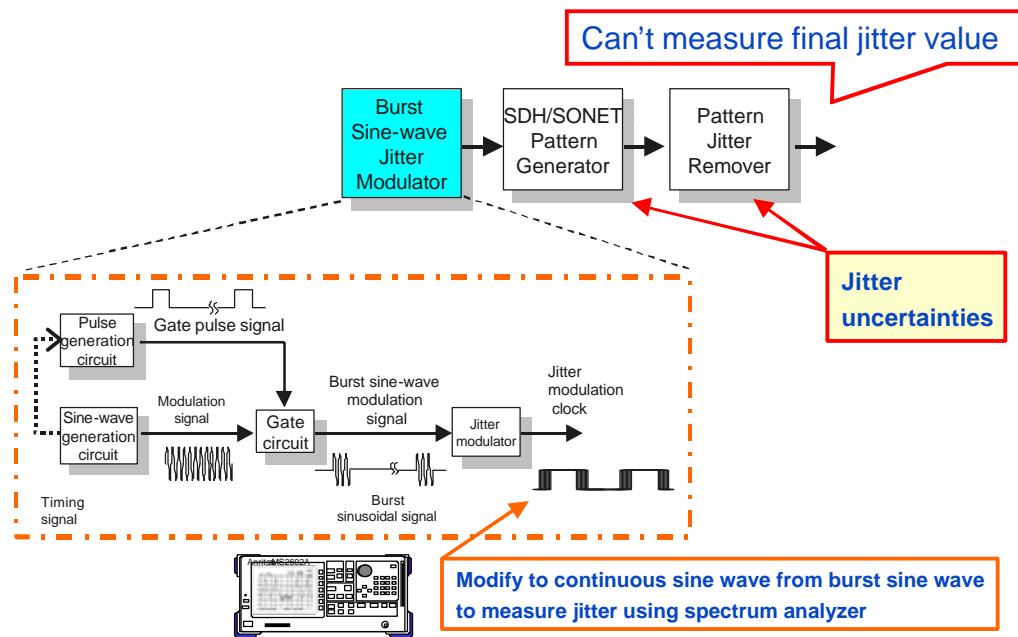 Can't measure final jitter value
Burst
Sine-wave
Jitter
Modulator
SDH/SONET
Pattern
Generator
Pattern
Jitter
Remover
Jitter
uncertainties
Pulse
generation
circuit
Gate pulse signal
Sine-wave
generation
circuit
Modulation
signal
Gate
circuit
Burst sine-wave
modulation
signal
Jitter
modulator
Jitter
modulation
clock
Timing
signal
Burst
sinusoidal signal
Modify to continuous sine wave from burst sine wave
to measure jitter using spectrum analyzer